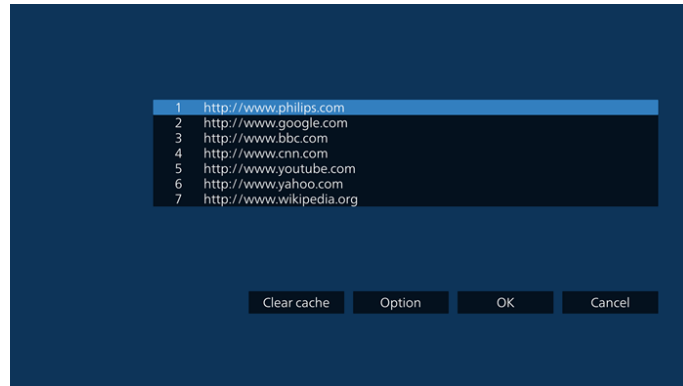 1 http://www.philips.com
2 http://www.google.com
3 http://www.bbc.com
4 http://www.cnn.com
5 http://www.youtube.com
6 http://www.yahoo.com
7 http://www.wikipedia.org
Clear cache Option OK Cancel